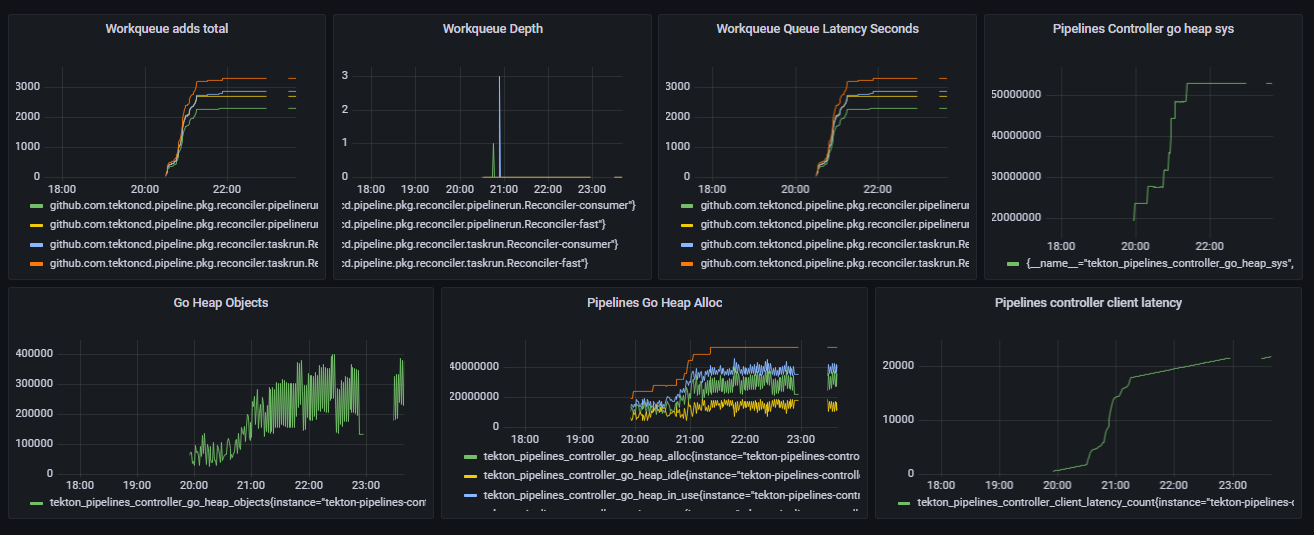 Workqueue adds total
3000
2000
1000
0
18:00 20:00 22:00
github.com.tektoncd.pipeline.pkg.reconciler.pipelinerun
github.com.tektoncd.pipeline.pkg.reconciler.pipelinerun
github.com.tektoncd.pipeline.pkg.reconciler.taskrun.Re
github.com.tektoncd.pipeline.pkg.reconciler.taskrun.Re
Workqueue Depth
3
2
1
0
18:00 19:00 20:00 21:00 22:00 23:00
cd.pipeline.pkg.reconciler.pipelinerun.Reconciler-consumer"}
cd.pipeline.pkg.reconciler.pipelinerun.Reconciler-fast"}
cd.pipeline.pkg.reconciler.taskrun.Reconciler-consumer"}
cd.pipeline.pkg.reconciler.taskrun.Reconciler-fast"}
Workqueue Queue Latency Seconds
3000
2000
1000
0
18:00 20:00 22:00
github.com.tektoncd.pipeline.pkg.reconciler.pipelinerun
github.com.tektoncd.pipeline.pkg.reconciler.pipelinerun
github.com.tektoncd.pipeline.pkg.reconciler.taskrun.Re
github.com.tektoncd.pipeline.pkg.reconciler.taskrun.Re
Pipelines Controller go heap sys
50000000
40000000
30000000
20000000
18:00 20:00 22:00
{__name__="tekton_pipelines_controller_go_heap_sys",
Go Heap Objects
400000
300000
200000
100000
0
18:00 19:00 20:00 21:00 22:00 23:00
tekton_pipelines_controller_go_heap_objects{instance="tekton-pipelines-cont
Pipelines Go Heap Alloc
40000000
20000000
0
18:00 19:00 20:00 21:00 22:00 23:00
tekton_pipelines_controller_go_heap_alloc{instance="tekton-pipelines-contro
tekton_pipelines_controller_go_heap_idle{instance="tekton-pipelines-controll
tekton_pipelines_controller_go_heap_in_use{instance="tekton-pipelines-contr
Pipelines controller client latency
20000
10000
0
18:00 19:00 20:00 21:00 22:00 23:00
tekton_pipelines_controller_client_latency_count{instance="tekton-pipelines-c